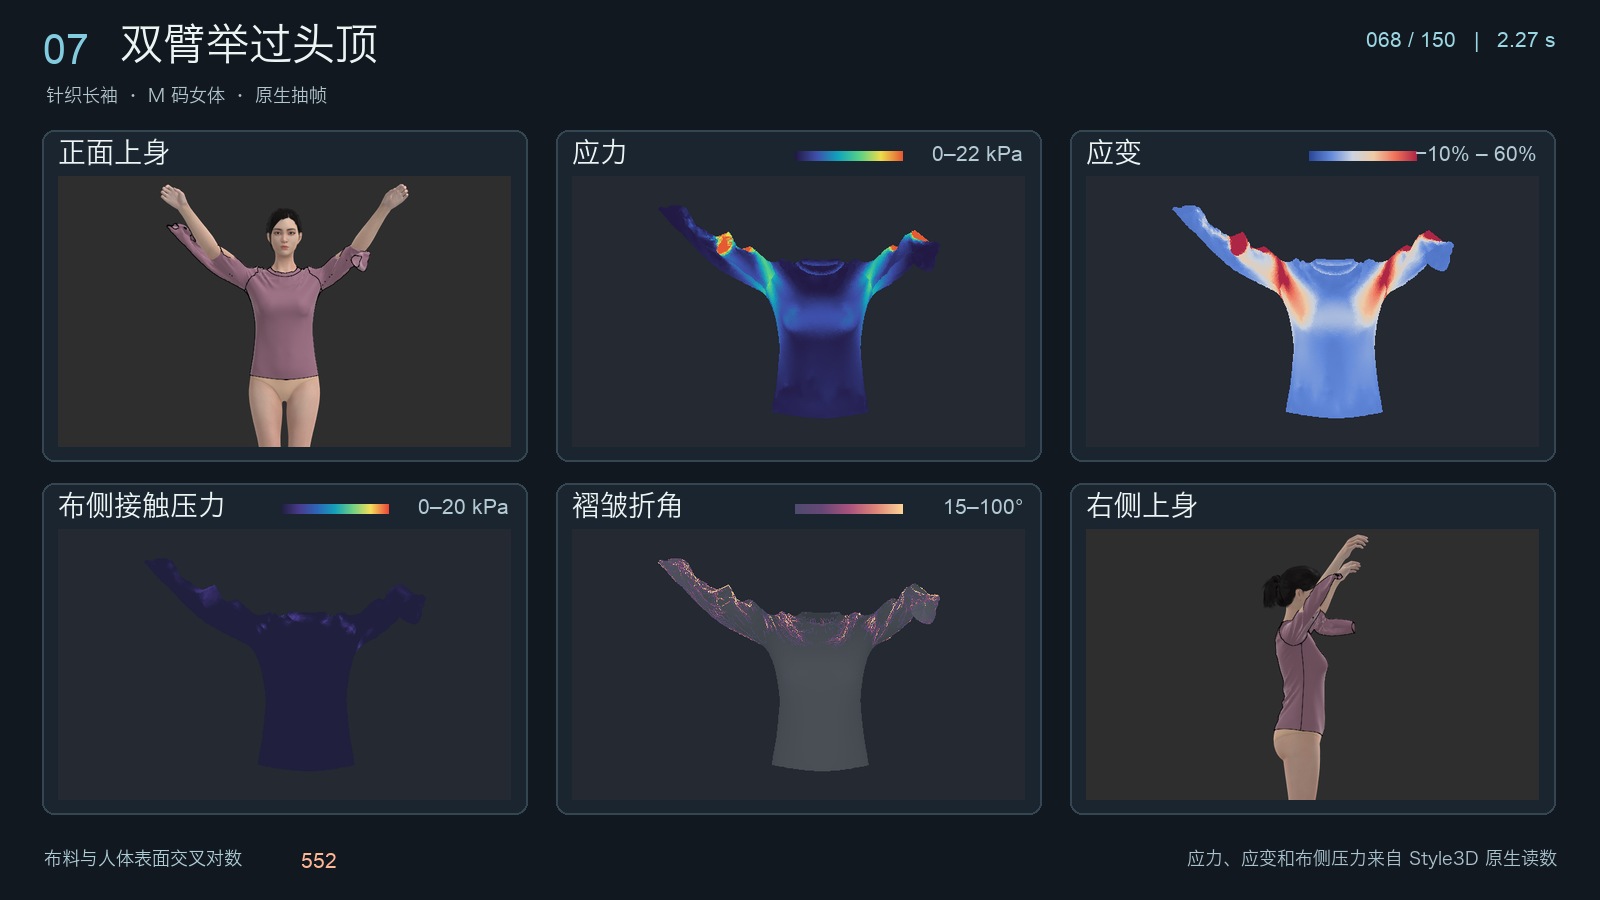 07 双臂举过头顶
068 / 150 | 2.27 s
针织长袖 · M 码女体 · 原生抽帧
正面上身
应力 0–22 kPa
应变 −10% – 60%
布侧接触压力 0–20 kPa
褶皱折角 15–100°
右侧上身
布料与人体表面交叉对数 552
应力、应变和布侧压力来自 Style3D 原生读数